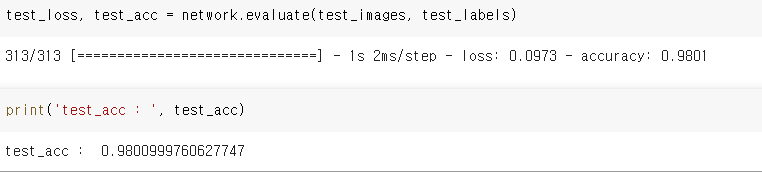 test_loss, test_acc = network.evaluate(test_images, test_labels)
313/313 [==============================] - 1s 2ms/step - loss: 0.0973 - accuracy: 0.9801
print('test_acc : ', test_acc)
test_acc :  0.9800999760627747